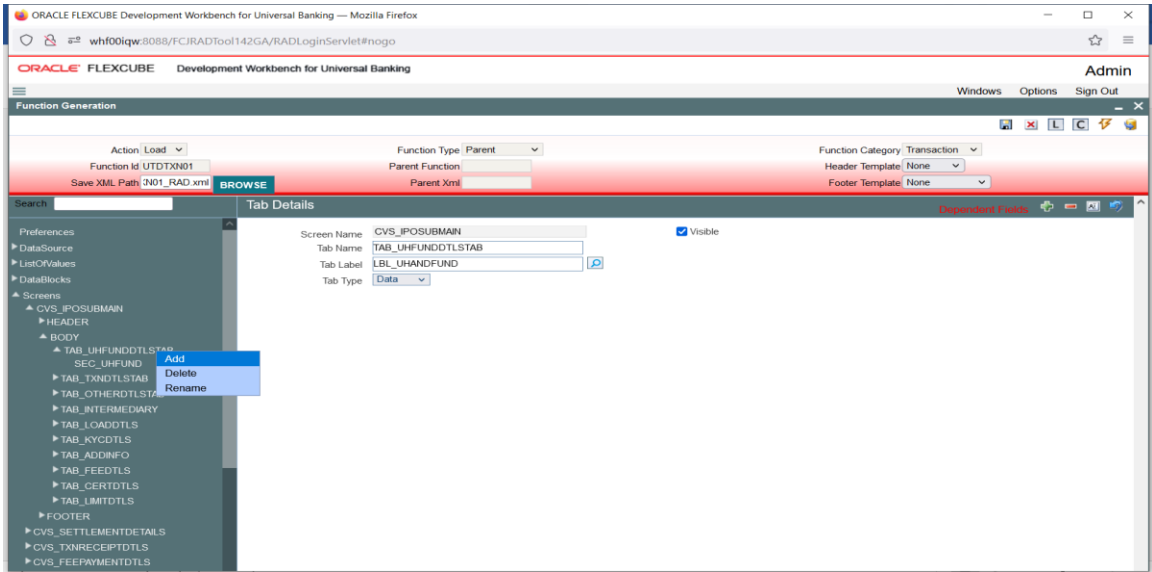 ORACLE FLEXCUBE Development Workbench for Universal Banking — Mozilla Firefox
whf00iqw:8088/FCJRADTool142GA/RADLoginServlet#nogo
ORACLE FLEXCUBE Development Workbench for Universal Banking Admin
Windows Options Sign Out
Function Generation
L C
Action Load Function Type Parent Function Category Transaction
Function Id UTDTXN01 Parent Function Header Template None
Save XML Path N01_RAD.xml BROWSE Parent Xml Footer Template None
Search Tab Details Dependent Fields
Preferences
Screen Name CVS_IPOSUBMAIN Visible
DataSource
Tab Name TAB_UHFUNDDTLSTAB
ListOfValues
Tab Label LBL_UHANDFUND
DataBlocks
Tab Type Data
Screens
CVS_IPOSUBMAIN
HEADER
BODY
TAB_UHFUNDDTLSTAB
Add
SEC_UHFUND
Delete
TAB_TXNDTLSTAB
Rename
TAB_OTHERDTLSTA
TAB_INTERMEDIARY
TAB_LOADDTLS
TAB_KYCDTLS
TAB_ADDINFO
TAB_FEEDTLS
TAB_CERTDTLS
TAB_LIMITDTLS
FOOTER
CVS_SETTLEMENTDETAILS
CVS_TXNRECEIPTDTLS
CVS_FEEPAYMENTDTLS